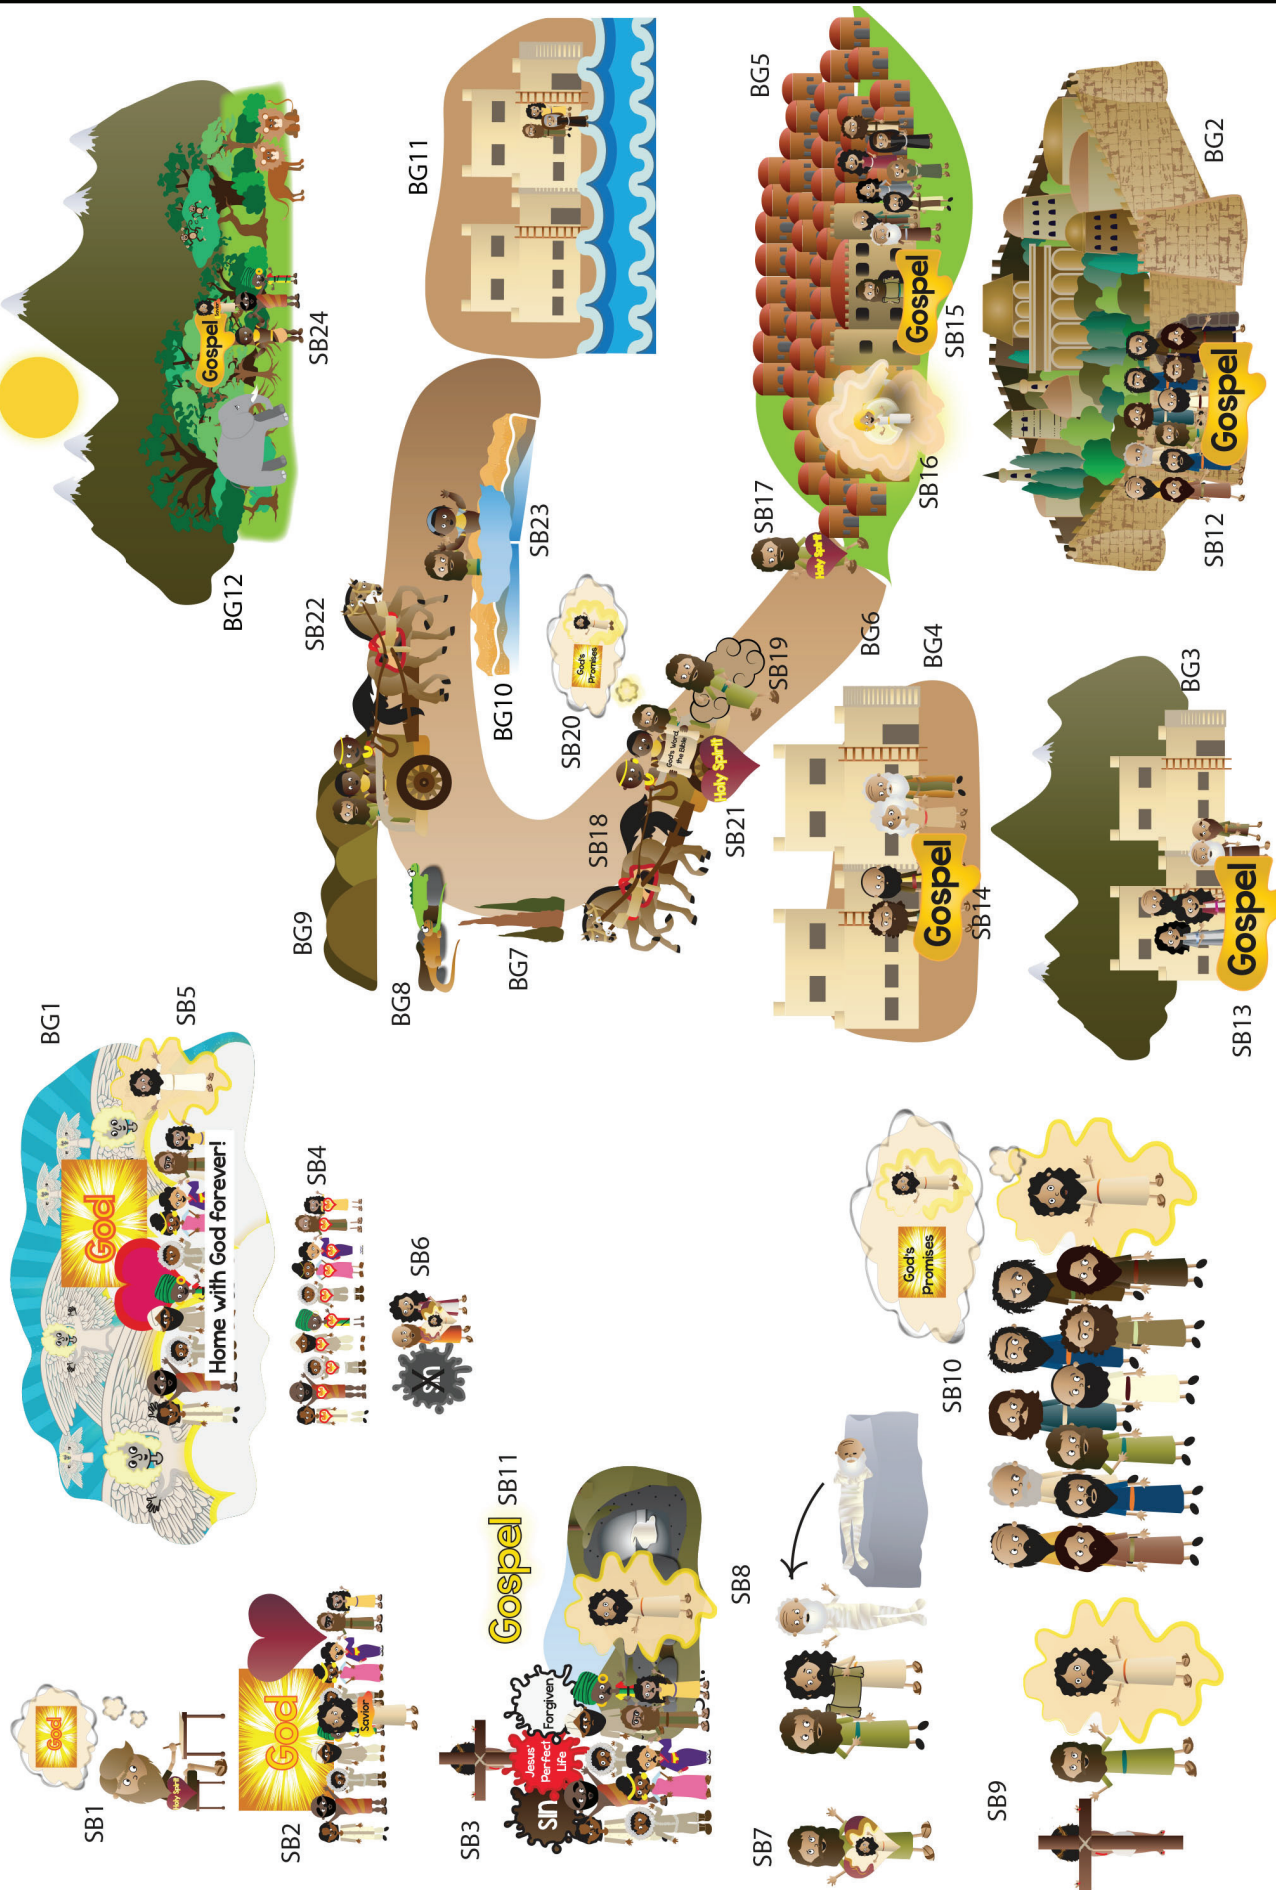 God
SB1
Holy Spirit
BG1
God
SB5
Home with God forever!
SB2
God
Savior
SB4
SB6
SIN
SB3
SIN
Jesus'
Perfect
Life
Forgiven
Gospel
SB11
SB8
SB7
SB10
God's
Promises
SB9
BG12
Gospel
SB24
BG9
SB22
BG8
BG11
BG7
BG10
SB23
SB20
God's
Promises
SB18
God's Word
the Bible
Holy Spirit
SB21
SB19
SB17
Holy Spirit
BG5
BG6
SB16
Gospel
SB15
BG4
Gospel
SB14
BG3
Gospel
SB13
BG2
Gospel
SB12